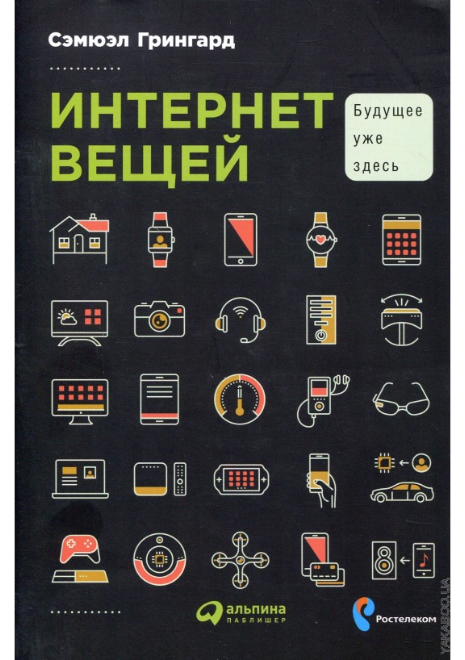 Сэмюэл Грингард
ИНТЕРНЕТ
ВЕЩЕЙ
Будущее
уже
здесь
альпина
ПАБЛИШЕР
Ростелеком
YAKABOO.UA